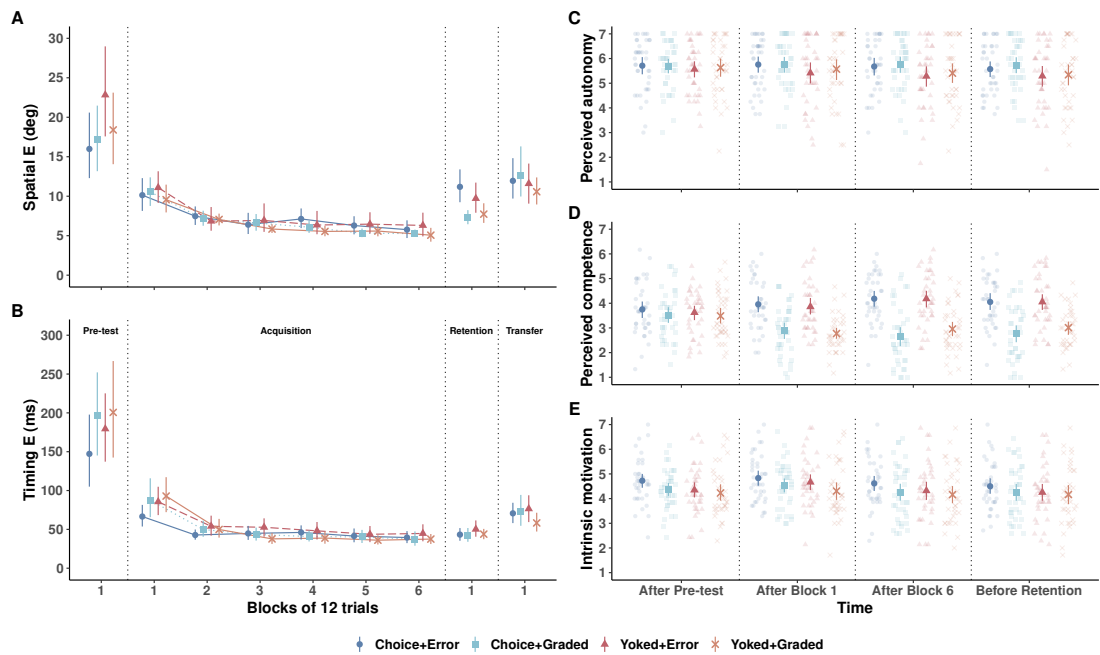 A
Spatial E (deg)
30
25
20
15
10
5
0
B
Timing E (ms)
300
250
200
150
100
50
0
Pre-test
Acquisition
Retention
Transfer
1
1
2
3
4
5
6
1
1
Blocks of 12 trials
C
Perceived autonomy
7
6
5
4
3
2
1
D
Perceived competence
7
6
5
4
3
2
1
E
Intrinsic motivation
7
6
5
4
3
2
1
After Pre-test
After Block 1
After Block 6
Before Retention
Time
Choice+Error
Choice+Graded
Yoked+Error
Yoked+Graded